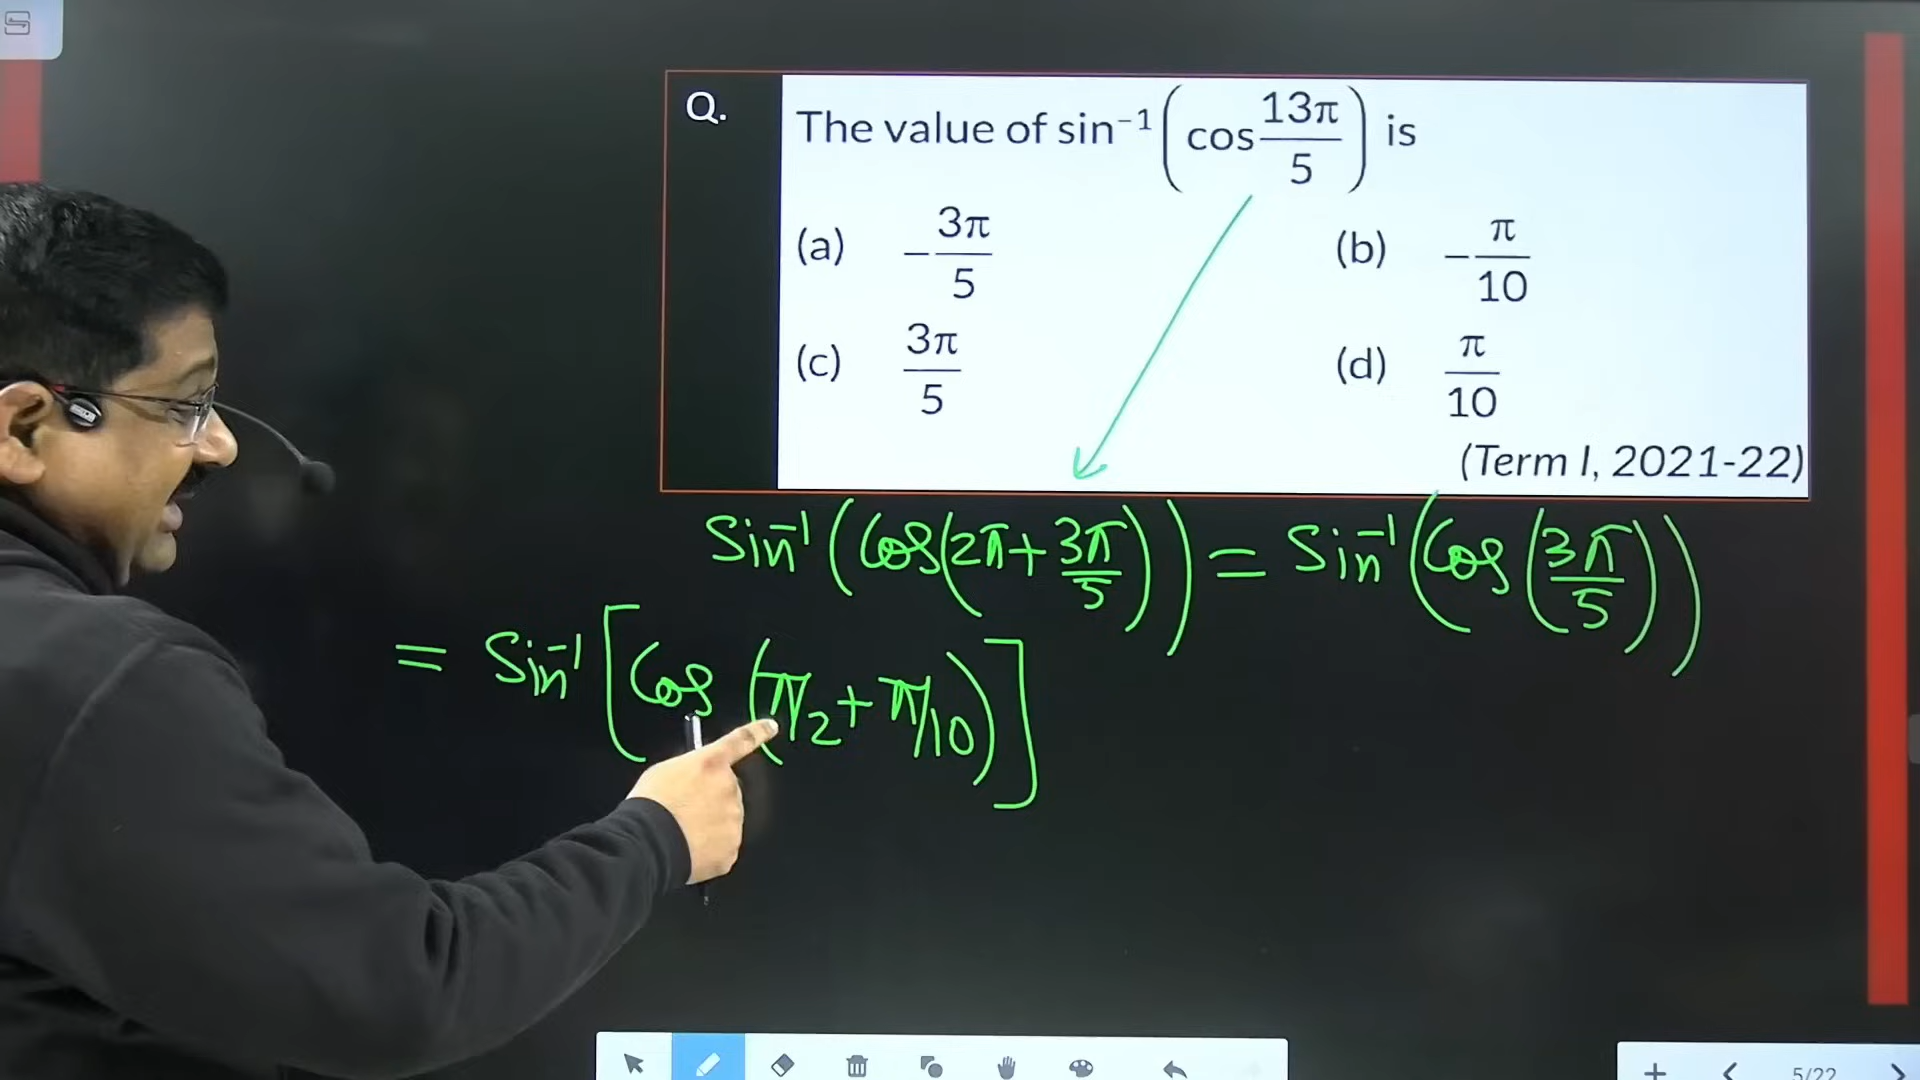 Q.
The value of sin⁻¹(cos 13π/5) is
(a) -3π/5 (b) -π/10
(c) 3π/5 (d) π/10
(Term I, 2021-22)
Sin⁻¹(Cos(2π+3π/5)) = Sin⁻¹(Cos(3π/5))
= Sin⁻¹[Cos(π/2+π/10)]
5/22